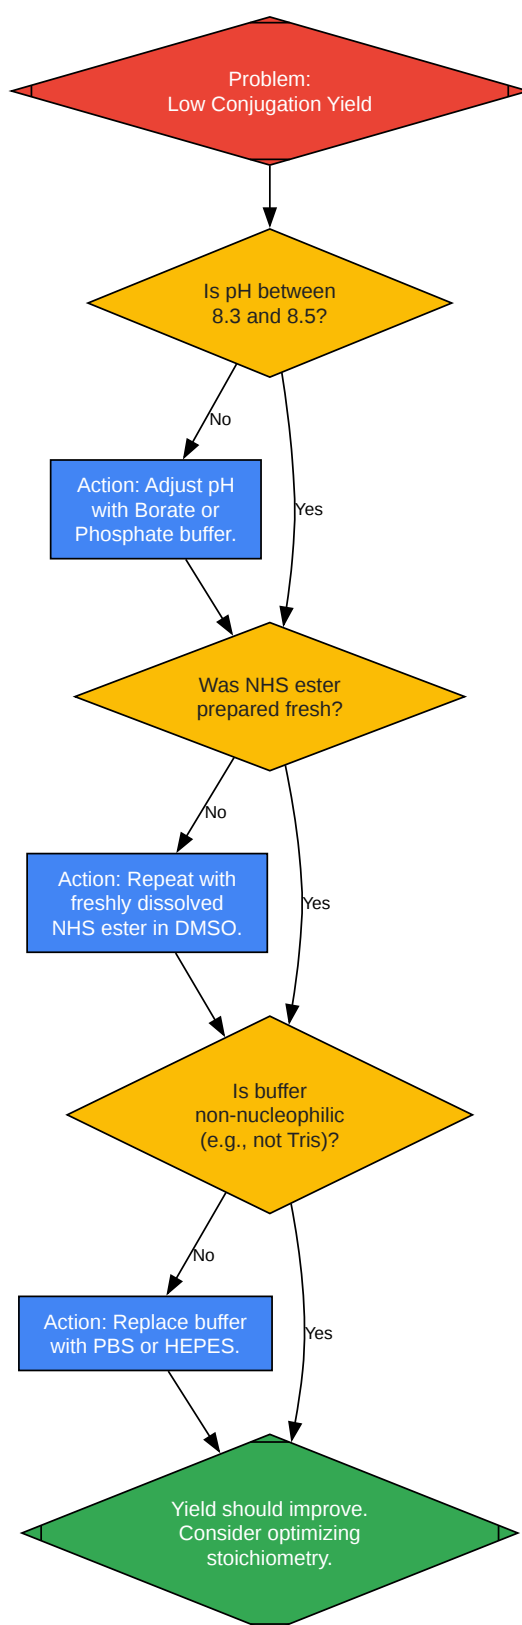 Problem:
Low Conjugation Yield
Is pH between
8.3 and 8.5?
No
Yes
Action: Adjust pH
with Borate or
Phosphate buffer.
Was NHS ester
prepared fresh?
No
Yes
Action: Repeat with
freshly dissolved
NHS ester in DMSO.
Is buffer
non-nucleophilic
(e.g., not Tris)?
No
Yes
Action: Replace buffer
with PBS or HEPES.
Yield should improve.
Consider optimizing
stoichiometry.